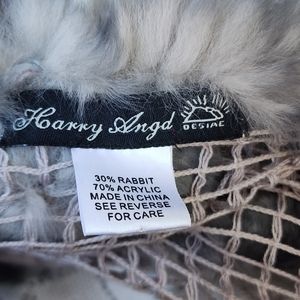 Harry Angd
DESIAE
30% RABBIT
70% ACRYLIC
MADE IN CHINA
SEE REVERSE
FOR CARE